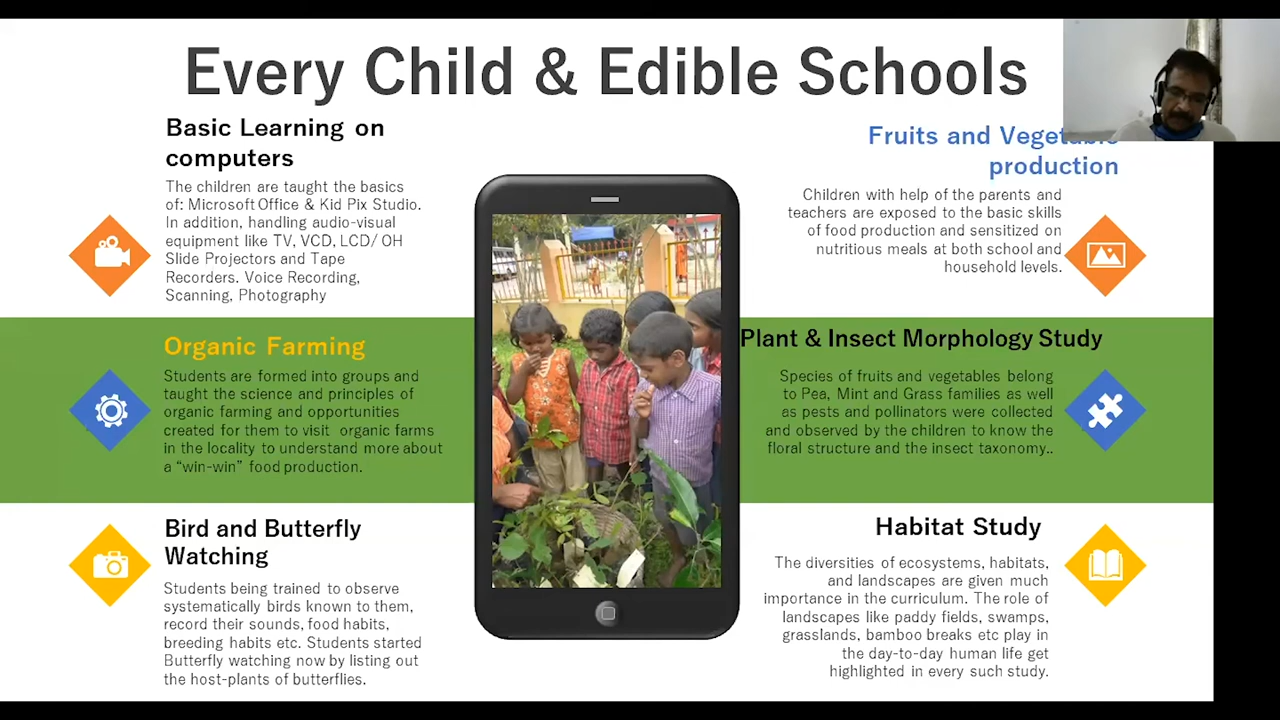 Every Child & Edible Schools
Basic Learning on
computers
The children are taught the basics
of: Microsoft Office & Kid Pix Studio.
In addition, handling audio-visual
equipment like TV, VCD, LCD/ OH
Slide Projectors and Tape
Recorders. Voice Recording,
Scanning, Photography
Organic Farming
Students are formed into groups and
taught the science and principles of
organic farming and opportunities
created for them to visit organic farms
in the locality to understand more about
a “win-win” food production.
Bird and Butterfly
Watching
Students being trained to observe
systematically birds known to them,
record their sounds, food habits,
breeding habits etc. Students started
Butterfly watching now by listing out
the host-plants of butterflies.
Fruits and Vegetable
production
Children with help of the parents and
teachers are exposed to the basic skills
of food production and sensitized on
nutritious meals at both school and
household levels.
Plant & Insect Morphology Study
Species of fruits and vegetables belong
to Pea, Mint and Grass families as well
as pests and pollinators were collected
and observed by the children to know the
floral structure and the insect taxonomy..
Habitat Study
The diversities of ecosystems, habitats,
and landscapes are given much
importance in the curriculum. The role of
landscapes like paddy fields, swamps,
grasslands, bamboo breaks etc play in
the day-to-day human life get
highlighted in every such study.